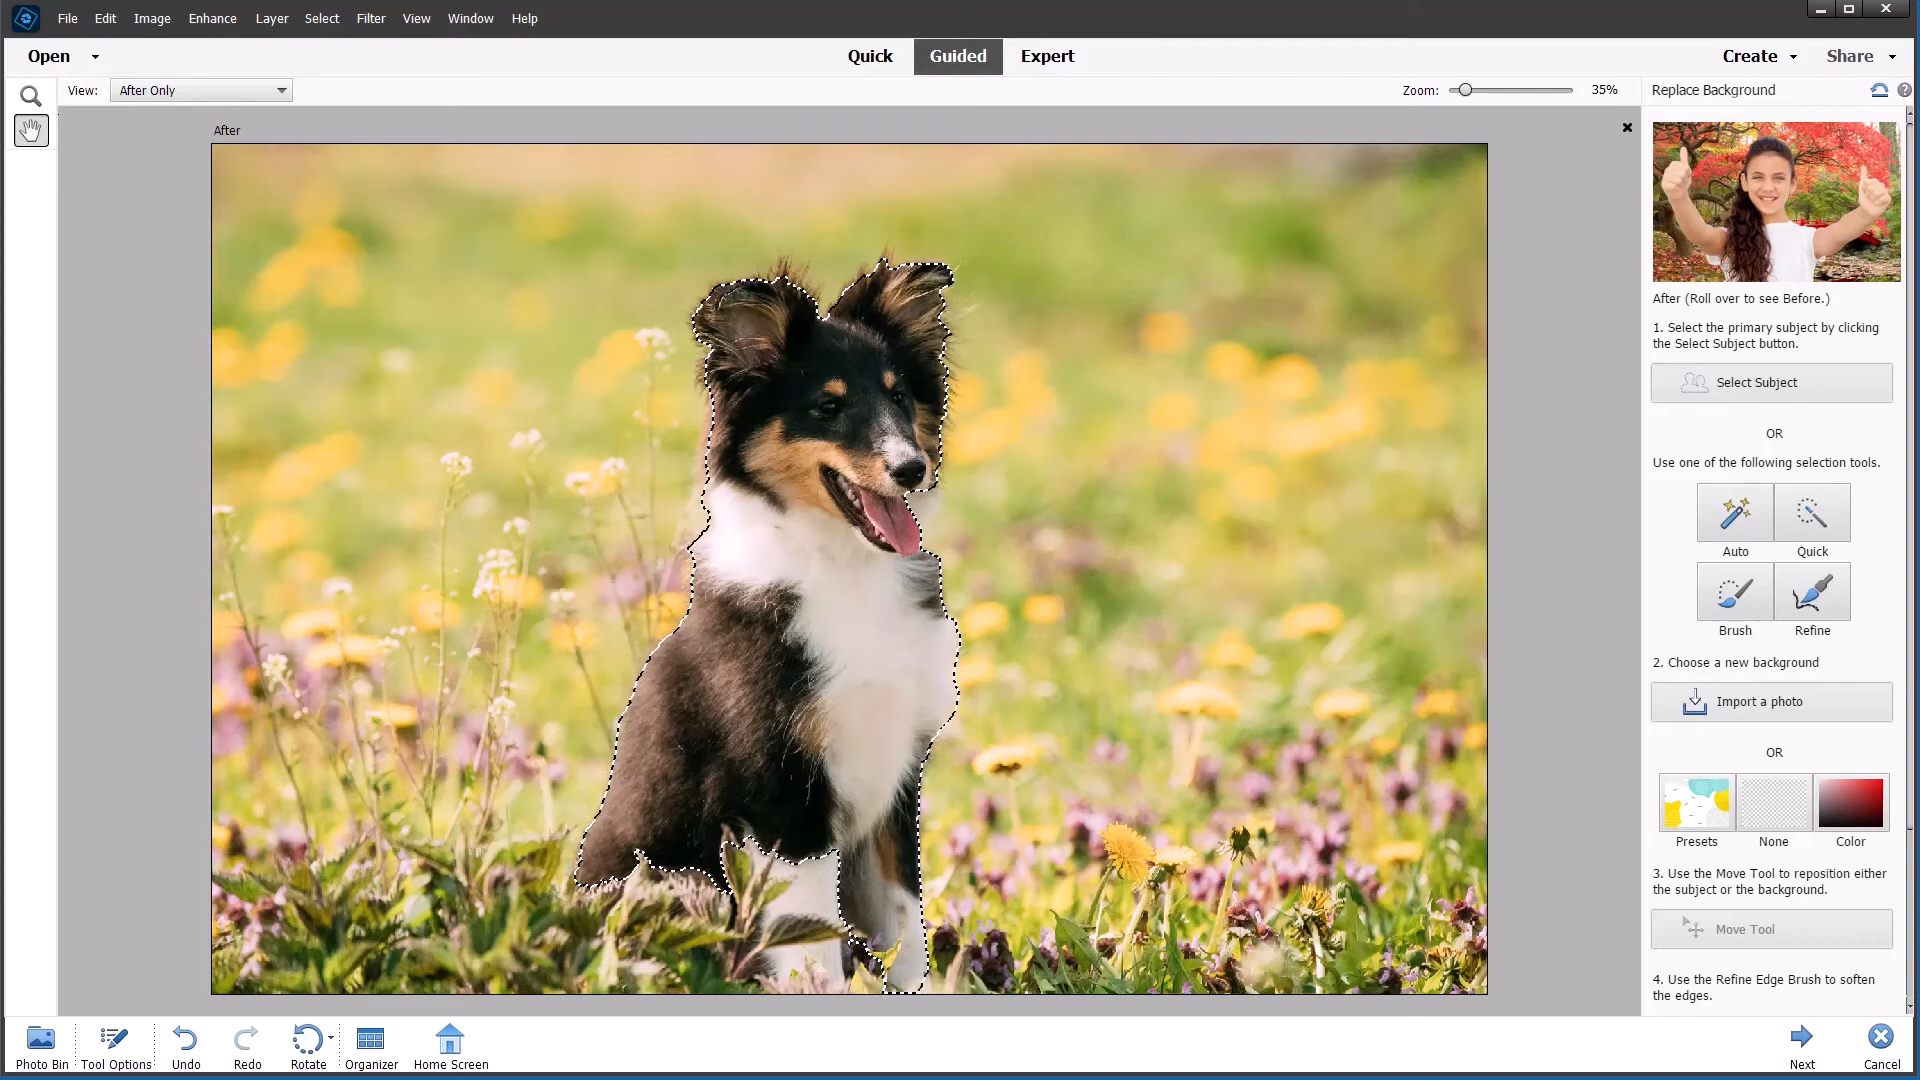 File Edit Image Enhance Layer Select Filter View Window Help
Open Quick Guided Expert Create Share
View: After Only Zoom: 35% Replace Background
After
After (Roll over to see Before.)
1. Select the primary subject by clicking
the Select Subject button.
Select Subject
OR
Use one of the following selection tools.
Auto Quick
Brush Refine
2. Choose a new background
Import a photo
OR
Presets None Color
3. Use the Move Tool to reposition either
the subject or the background.
Move Tool
4. Use the Refine Edge Brush to soften
the edges.
Photo Bin Tool Options Undo Redo Rotate Organizer Home Screen Next Cancel